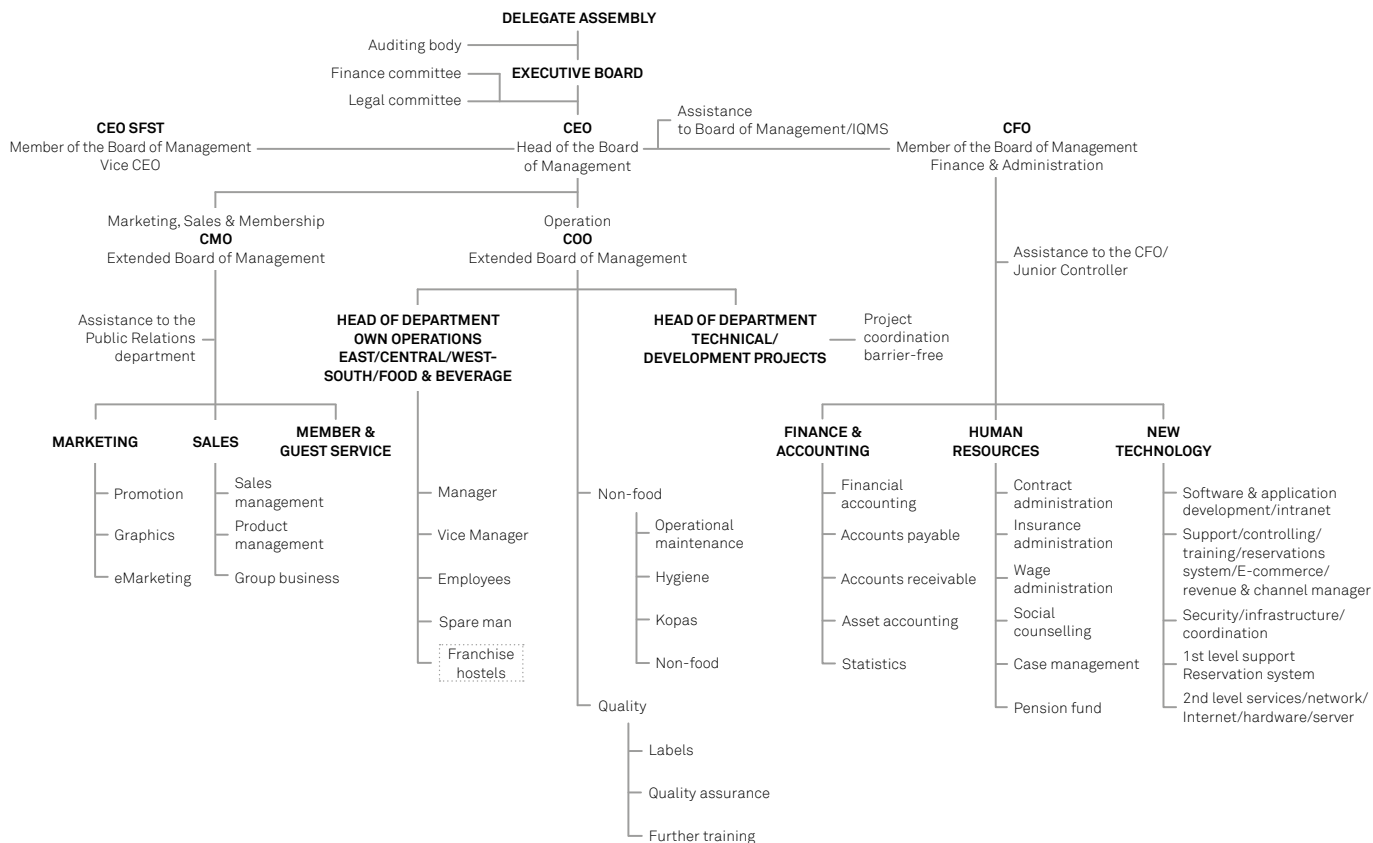 DELEGATE ASSEMBLY
Auditing body
Finance committee
EXECUTIVE BOARD
Legal committee
Assistance
to Board of Management/IQMS
CEO SFST
Member of the Board of Management
Vice CEO
CEO
Head of the Board
of Management
CFO
Member of the Board of Management
Finance & Administration
Marketing, Sales & Membership
CMO
Extended Board of Management
Operation
COO
Extended Board of Management
Assistance to the CFO/
Junior Controller
Assistance to the
Public Relations
department
HEAD OF DEPARTMENT
OWN OPERATIONS
EAST/CENTRAL/WEST-
SOUTH/FOOD & BEVERAGE
HEAD OF DEPARTMENT
TECHNICAL/
DEVELOPMENT PROJECTS
Project
coordination
barrier-free
MARKETING
Promotion
Graphics
eMarketing
SALES
Sales
management
Product
management
Group business
MEMBER &
GUEST SERVICE
Manager
Vice Manager
Employees
Spare man
Franchise
hostels
Non-food
Operational
maintenance
Hygiene
Kopas
Non-food
Quality
Labels
Quality assurance
Further training
FINANCE &
ACCOUNTING
Financial
accounting
Accounts payable
Accounts receivable
Asset accounting
Statistics
HUMAN
RESOURCES
Contract
administration
Insurance
administration
Wage
administration
Social
counselling
Case management
Pension fund
NEW
TECHNOLOGY
Software & application
development/intranet
Support/controlling/
training/reservations
system/E-commerce/
revenue & channel manager
Security/infrastructure/
coordination
1st level support
Reservation system
2nd level services/network/
Internet/hardware/server